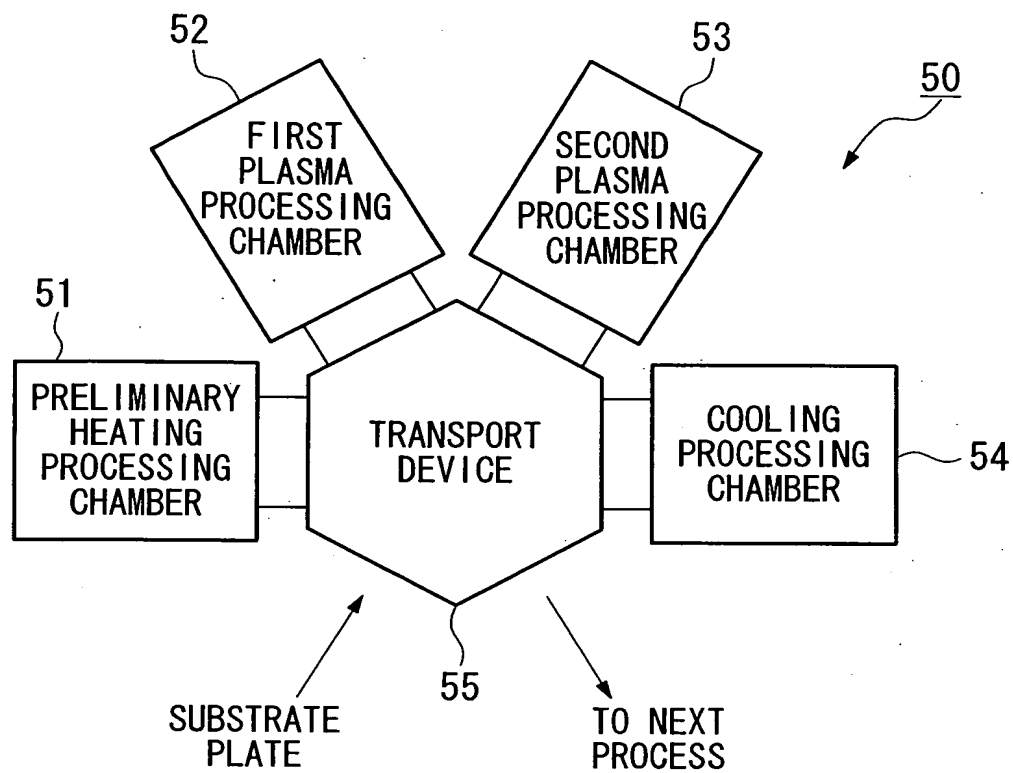 52
53
50
FIRST
PLASMA
PROCESSING
CHAMBER
SECOND
PLASMA
PROCESSING
CHAMBER
51
PRELIMINARY
HEATING
PROCESSING
CHAMBER
TRANSPORT
DEVICE
COOLING
PROCESSING
CHAMBER
54
55
SUBSTRATE
PLATE
TO NEXT
PROCESS